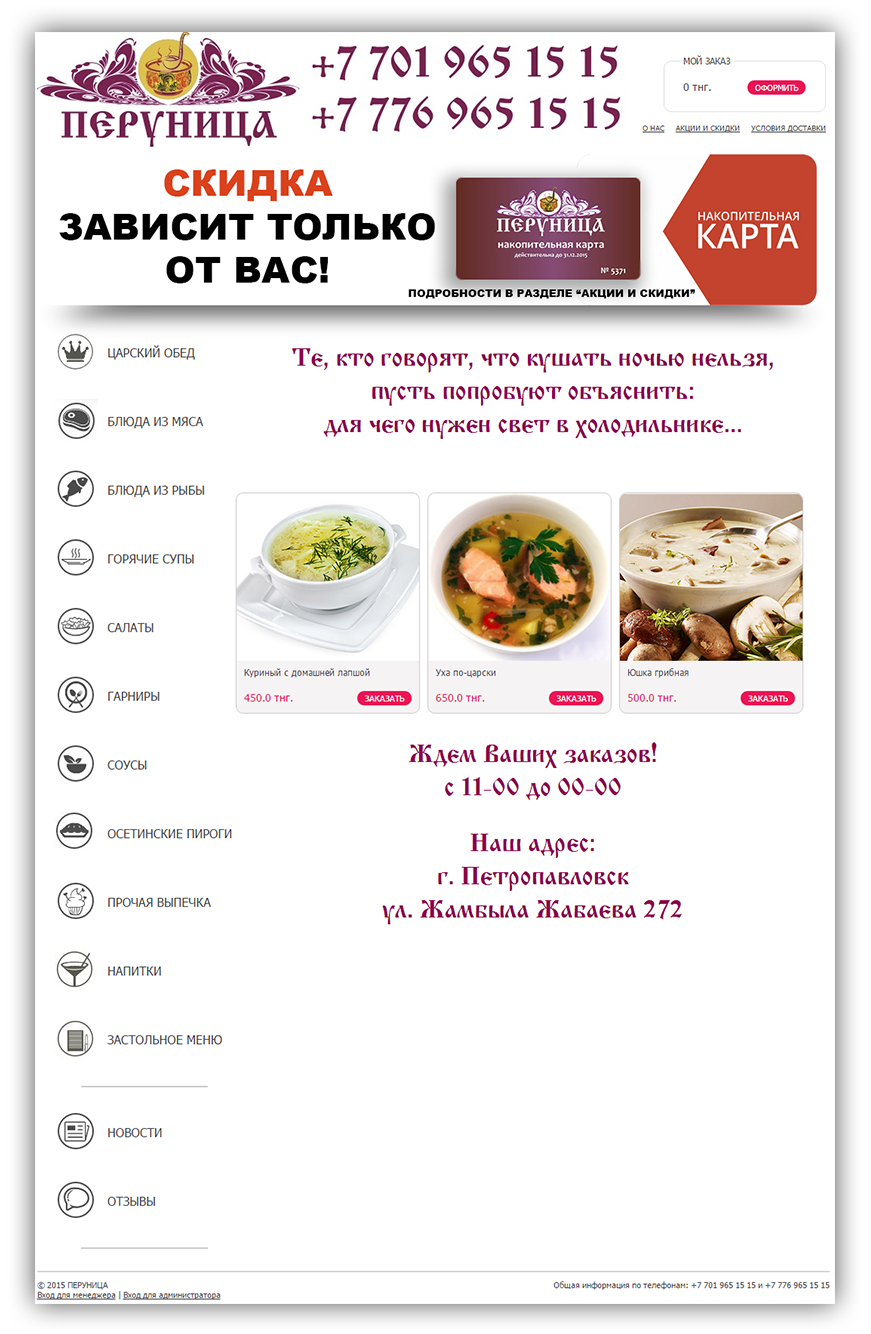 ПЕРУНИЦА
+7 701 965 15 15
+7 776 965 15 15
МОЙ ЗАКАЗ
0 тнг.
ОФОРМИТЬ
О НАС АКЦИИ И СКИДКИ УСЛОВИЯ ДОСТАВКИ
СКИДКА
ЗАВИСИТ ТОЛЬКО
ОТ ВАС!
ПЕРУНИЦА
накопительная карта
действительна до 31.12.2015
№ 5371
НАКОПИТЕЛЬНАЯ
КАРТА
ПОДРОБНОСТИ В РАЗДЕЛЕ “АКЦИИ И СКИДКИ”
ЦАРСКИЙ ОБЕД
БЛЮДА ИЗ МЯСА
БЛЮДА ИЗ РЫБЫ
ГОРЯЧИЕ СУПЫ
САЛАТЫ
ГАРНИРЫ
СОУСЫ
ОСЕТИНСКИЕ ПИРОГИ
ПРОЧАЯ ВЫПЕЧКА
НАПИТКИ
ЗАСТОЛЬНОЕ МЕНЮ
НОВОСТИ
ОТЗЫВЫ
Те, кто говорят, что кушать ночью нельзя,
пусть попробуют объяснить:
для чего нужен свет в холодильнике...
Куриный с домашней лапшой
450.0 тнг. ЗАКАЗАТЬ
Уха по-царски
650.0 тнг. ЗАКАЗАТЬ
Юшка грибная
500.0 тнг. ЗАКАЗАТЬ
Ждем Ваших заказов!
с 11-00 до 00-00
Наш адрес:
г. Петропавловск
ул. Жамбыла Жабаева 272
© 2015 ПЕРУНИЦА
Вход для менеджера | Вход для администратора
Общая информация по телефонам: +7 701 965 15 15 и +7 776 965 15 15